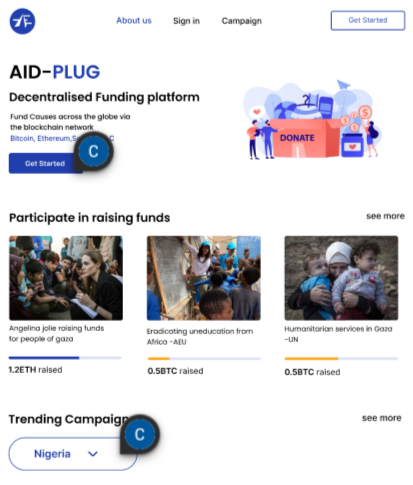 About us
Sign in
Campaign
Get Started
AID-PLUG
Decentralised Funding platform
Fund Causes across the globe via
the blockchain network
Bitcoin, Ethereum,
C
Get Started
DONATE
Participate in raising funds
see more
Angelina jolie raising funds
for people of gaza
Eradicating uneducation from
Africa -AEU
Humanitarian services in Gaza
-UN
1.2ETH raised
0.5BTC raised
0.5BTC raised
Trending Campaign
see more
C
Nigeria